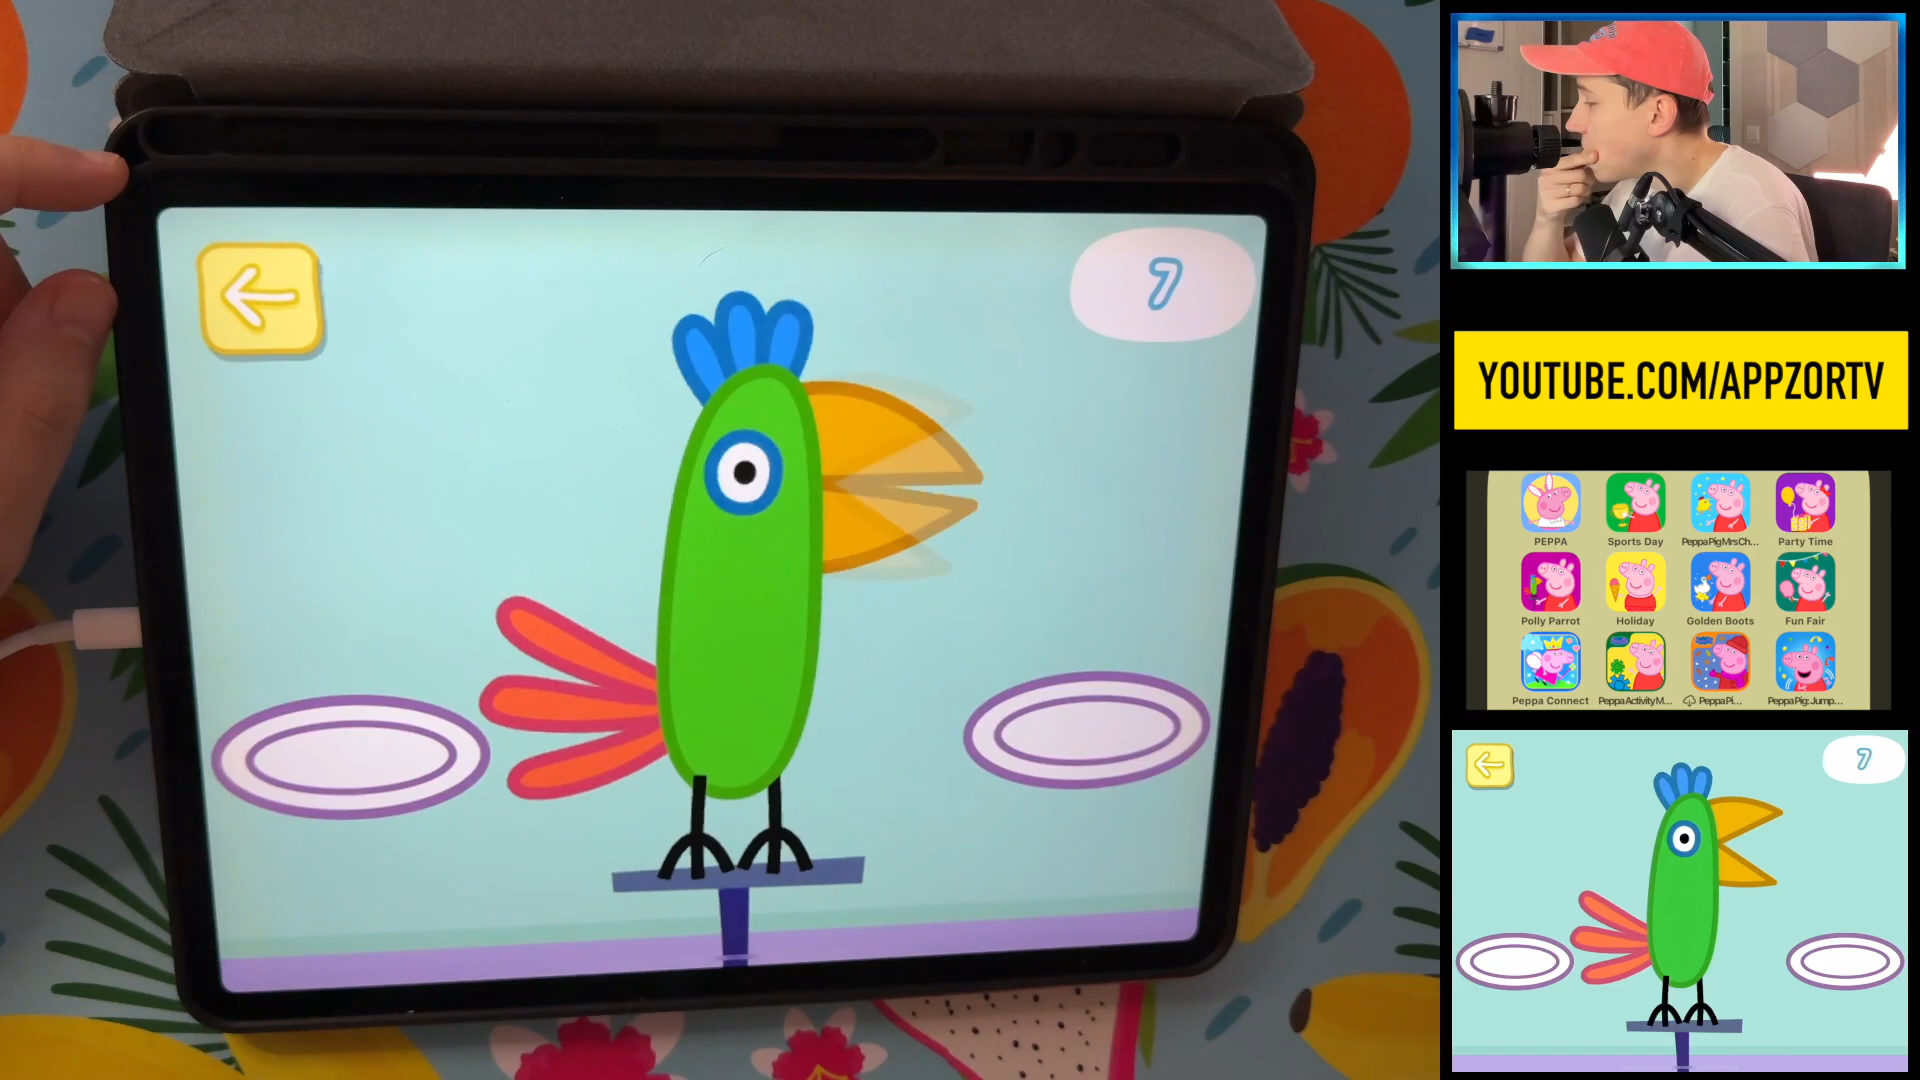 7
YOUTUBE.COM/APPZORTV
PEPPA
Sports Day
PeppaPigMrsCh...
Party Time
Polly Parrot
Holiday
Golden Boots
Fun Fair
Peppa Connect
PeppaActivityM...
PeppaPi...
PeppaPig:Jump...
7